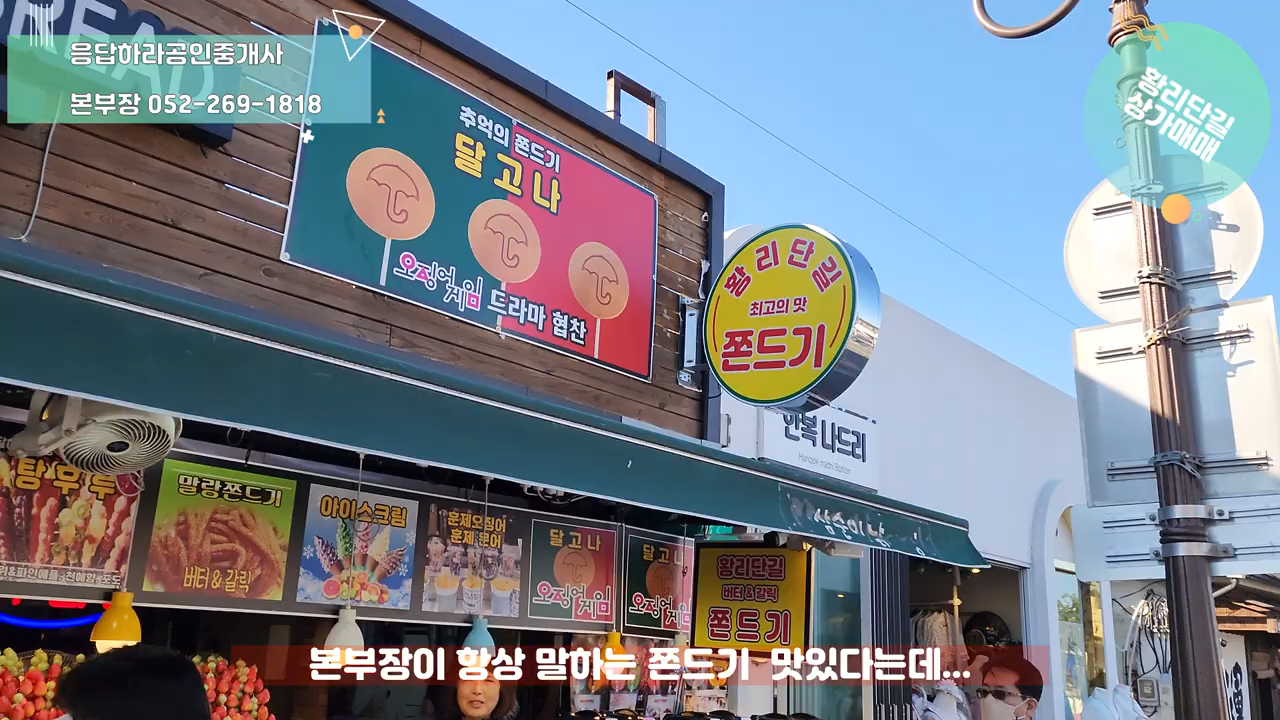 BREAD
응답하라공인중개사
본부장 052-269-1818
황리단길
상가매매
추억의 쫀드기
달고나
오징어게임 드라마 협찬
황리단길
최고의 맛
쫀드기
한복 나드리
Hanbok nadri Station
탕후루
말랑쫀드기
버터 & 갈릭
아이스크림
훈제오징어
훈제 문어
달고나
오징어게임
달고나
오징어게임
황리단길
버터 & 갈릭
쫀드기
본부장이 항상 말하는 쫀드기 맛있다는데...